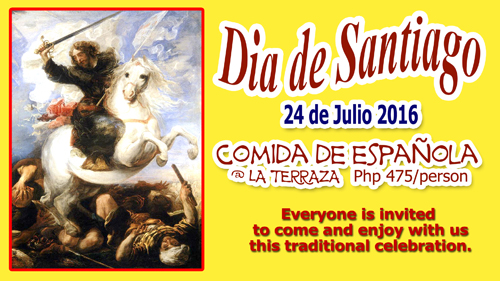 Dia de Santiago
24 de Julio 2016
COMIDA DE ESPAÑOLA
@ LA TERRAZA Php 475/person
Everyone is invited
to come and enjoy with us
this traditional celebration.